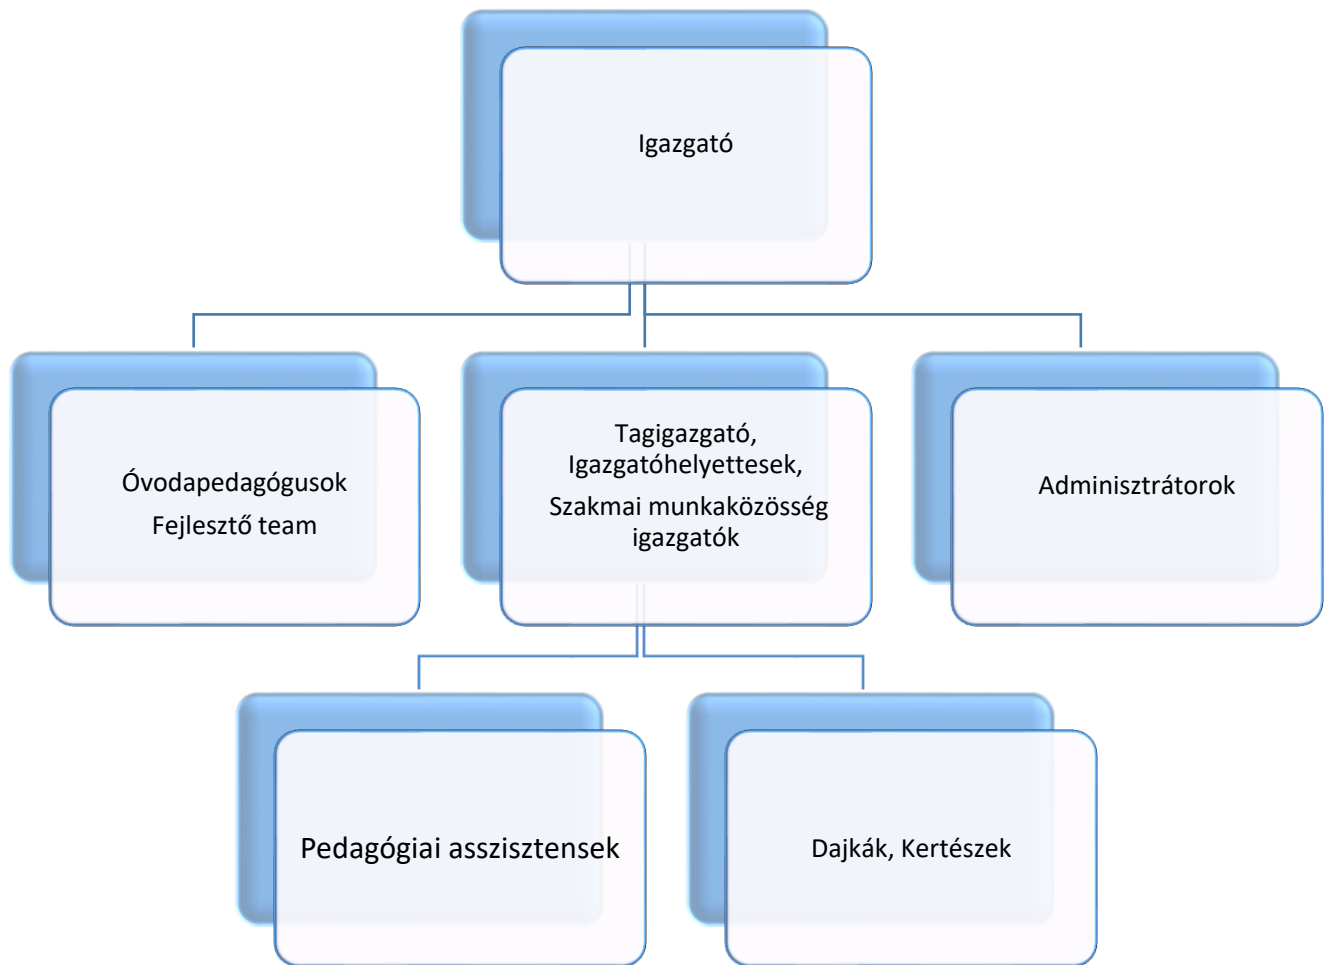 Igazgató
Óvodapedagógusok
Fejlesztő team
Tagigazgató,
Igazgatóhelyettesek,
Szakmai munkaközösség
igazgatók
Adminisztrátorok
Pedagógiai asszisztensek
Dajkák, Kertészek